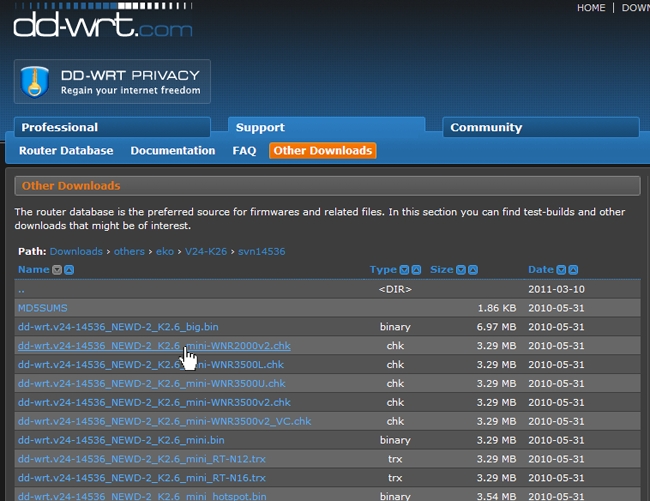 HOME | DOWN
dd-wrt.com
DD-WRT PRIVACY
Regain your internet freedom
Professional Support Community
Router Database Documentation FAQ Other Downloads
Other Downloads
The router database is the preferred source for firmwares and related files. In this section you can find test-builds and other
downloads that might be of interest.
Path: Downloads › others › eko › V24-K26 › svn14536
Name Type Size Date
.. <DIR> 2011-03-10
MD5SUMS 1.86 KB 2010-05-31
dd-wrt.v24-14536_NEWD-2_K2.6_big.bin binary 6.97 MB 2010-05-31
dd-wrt.v24-14536_NEWD-2_K2.6_mini-WNR2000v2.chk chk 3.29 MB 2010-05-31
dd-wrt.v24-14536_NEWD-2_K2.6_mini-WNR3500L.chk chk 3.29 MB 2010-05-31
dd-wrt.v24-14536_NEWD-2_K2.6_mini-WNR3500U.chk chk 3.29 MB 2010-05-31
dd-wrt.v24-14536_NEWD-2_K2.6_mini-WNR3500v2.chk chk 3.29 MB 2010-05-31
dd-wrt.v24-14536_NEWD-2_K2.6_mini-WNR3500v2_VC.chk chk 3.29 MB 2010-05-31
dd-wrt.v24-14536_NEWD-2_K2.6_mini.bin binary 3.29 MB 2010-05-31
dd-wrt.v24-14536_NEWD-2_K2.6_mini_RT-N12.trx trx 3.29 MB 2010-05-31
dd-wrt.v24-14536_NEWD-2_K2.6_mini_RT-N16.trx trx 3.29 MB 2010-05-31
dd-wrt.v24-14536_NEWD-2_K2.6_mini_hotspot.bin binary 3.54 MB 2010-05-31